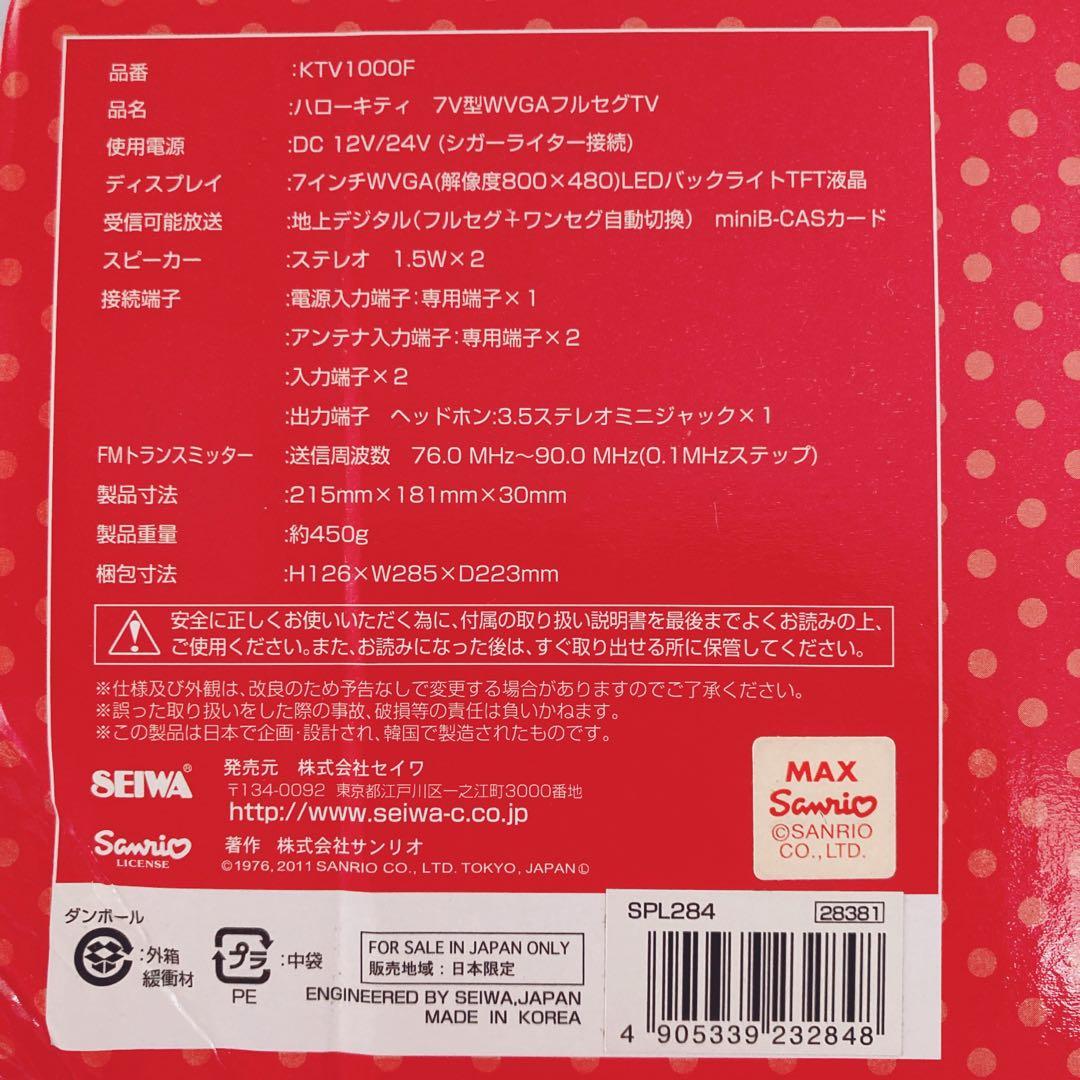 品番 :KTV1000F
品名 :ハローキティ 7V型WVGAフルセグTV
使用電源 :DC 12V/24V (シガーライター接続)
ディスプレイ :7インチWVGA(解像度800×480)LEDバックライトTFT液晶
受信可能放送 :地上デジタル(フルセグ+ワンセグ自動切換) miniB-CASカード
スピーカー :ステレオ 1.5W×2
接続端子 :電源入力端子:専用端子×1
:アンテナ入力端子:専用端子×2
:入力端子×2
:出力端子 ヘッドホン:3.5ステレオミニジャック×1
FMトランスミッター :送信周波数 76.0 MHz〜90.0 MHz(0.1MHzステップ)
製品寸法 :215mm×181mm×30mm
製品重量 :約450g
梱包寸法 :H126×W285×D223mm
安全に正しくお使いいただく為に、付属の取り扱い説明書を最後までよくお読みの上、
ご使用ください。また、お読みになった後は、すぐ取り出せる所に保管してください。
※仕様及び外観は、改良のため予告なしで変更する場合がありますのでご了承ください。
※誤った取り扱いをした際の事故、破損等の責任は負いかねます。
※この製品は日本で企画・設計され、韓国で製造されたものです。
SEIWA® 発売元 株式会社セイワ
〒134-0092 東京都江戸川区一之江町3000番地
http://www.seiwa-c.co.jp
Sanrio LICENSE
著作 株式会社サンリオ
©1976, 2011 SANRIO CO., LTD. TOKYO, JAPAN Ⓛ
MAX
Sanrio
©SANRIO
CO., LTD.
ダンボール
:外箱
緩衝材
プラ
PE
:中袋
FOR SALE IN JAPAN ONLY
販売地域:日本限定
ENGINEERED BY SEIWA,JAPAN
MADE IN KOREA
SPL284 28381
4 905339 232848